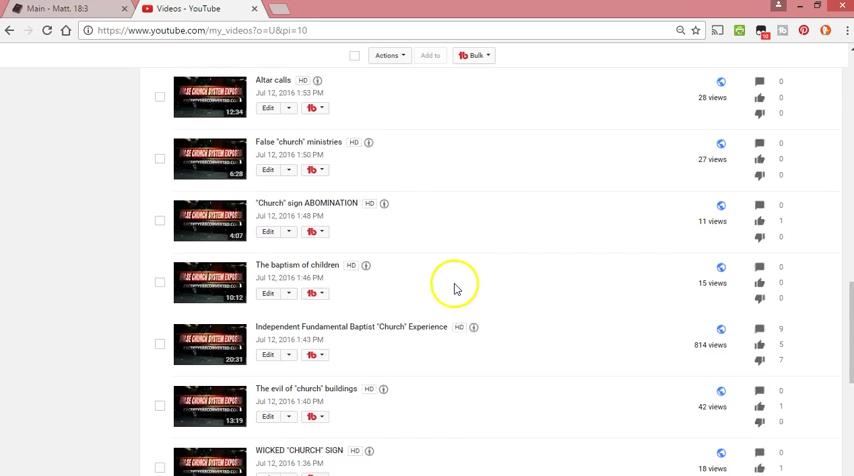 Main - Matt. 18:3
Videos - YouTube
https://www.youtube.com/my_videos?o=U&pi=10
10
Actions
Add to
Bulk
12:34
Altar calls HD
Jul 12, 2016 1:53 PM
Edit
28 views
0
0
0
6:28
False "church" ministries HD
Jul 12, 2016 1:50 PM
Edit
27 views
0
0
0
4:07
"Church" sign ABOMINATION HD
Jul 12, 2016 1:48 PM
Edit
11 views
0
1
0
10:12
The baptism of children HD
Jul 12, 2016 1:46 PM
Edit
15 views
0
0
0
20:31
Independent Fundamental Baptist "Church" Experience HD
Jul 12, 2016 1:43 PM
Edit
814 views
9
5
7
13:19
The evil of "church" buildings HD
Jul 12, 2016 1:40 PM
Edit
42 views
0
1
0
WICKED "CHURCH" SIGN HD
Jul 12, 2016 1:36 PM
18 views
0
1